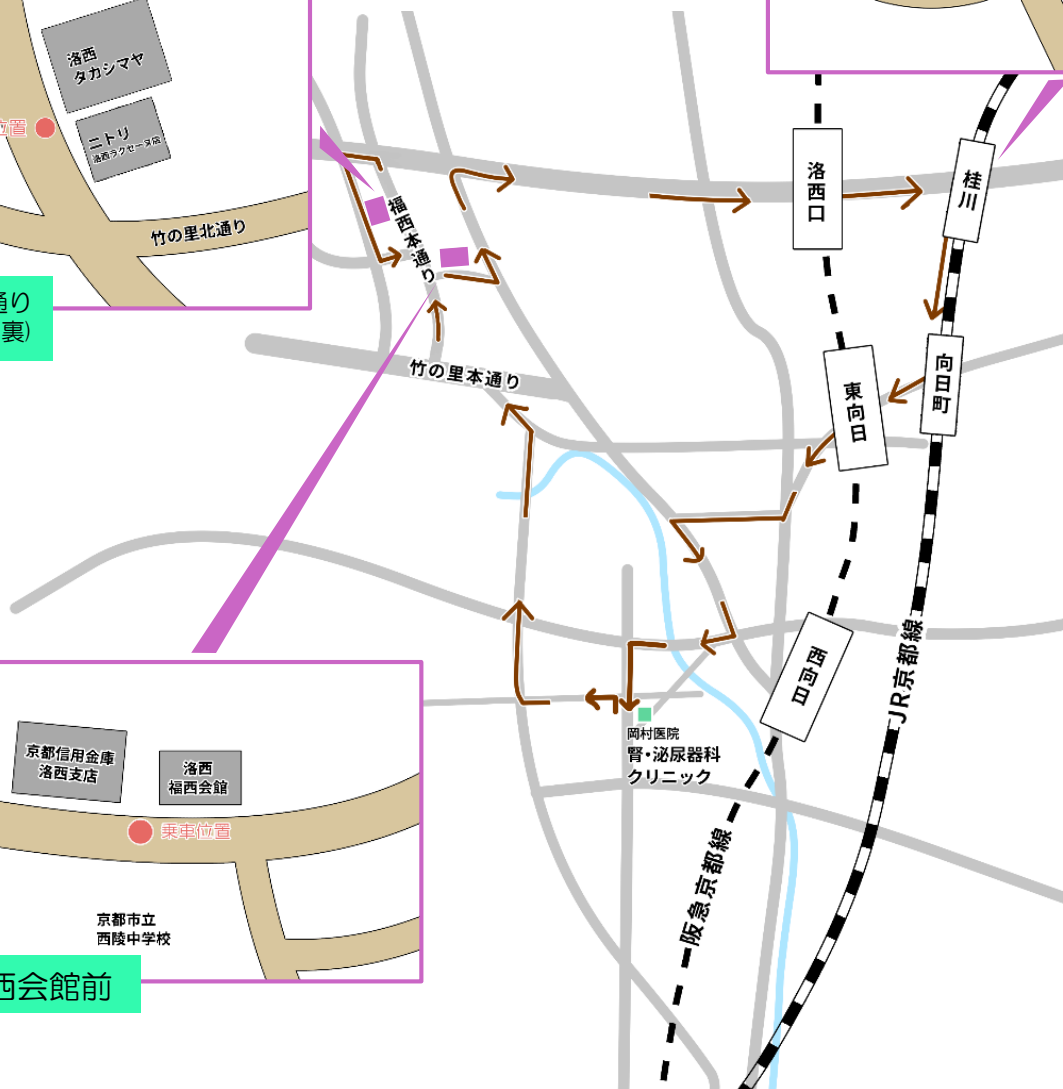 洛西
タカシマヤ
ニトリ
洛西ラクセーヌ店
位置
竹の里北通り
通り
裏)
洛西口
桂川
福西本通り
竹の里本通り
東向日
向日町
西向日
JR京都線
阪急京都線
岡村医院
腎・泌尿器科
クリニック
京都信用金庫
洛西支店
洛西
福西会館
乗車位置
京都市立
西陵中学校
西会館前